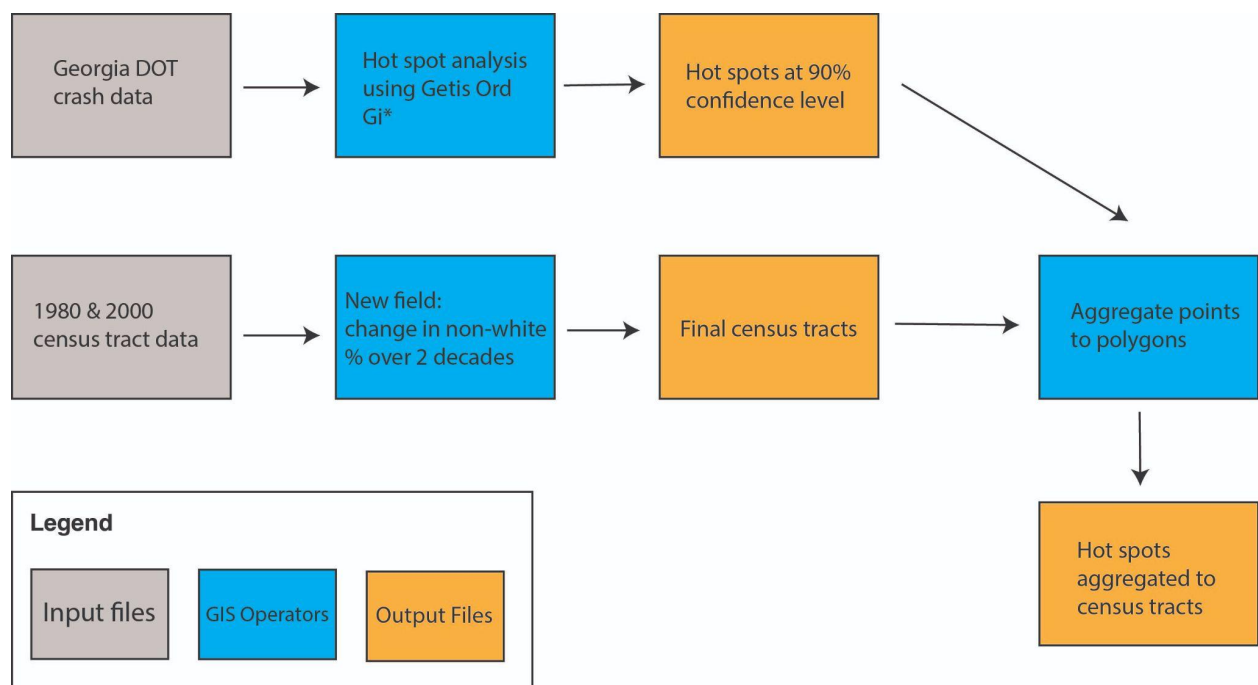 Georgia DOT
crash data
Hot spot analysis
using Getis Ord
Gi*
Hot spots at 90%
confidence level
1980 & 2000
census tract data
New field:
change in non-white
% over 2 decades
Final census tracts
Aggregate points
to polygons
Legend
Input files
GIS Operators
Output Files
Hot spots
aggregated to
census tracts